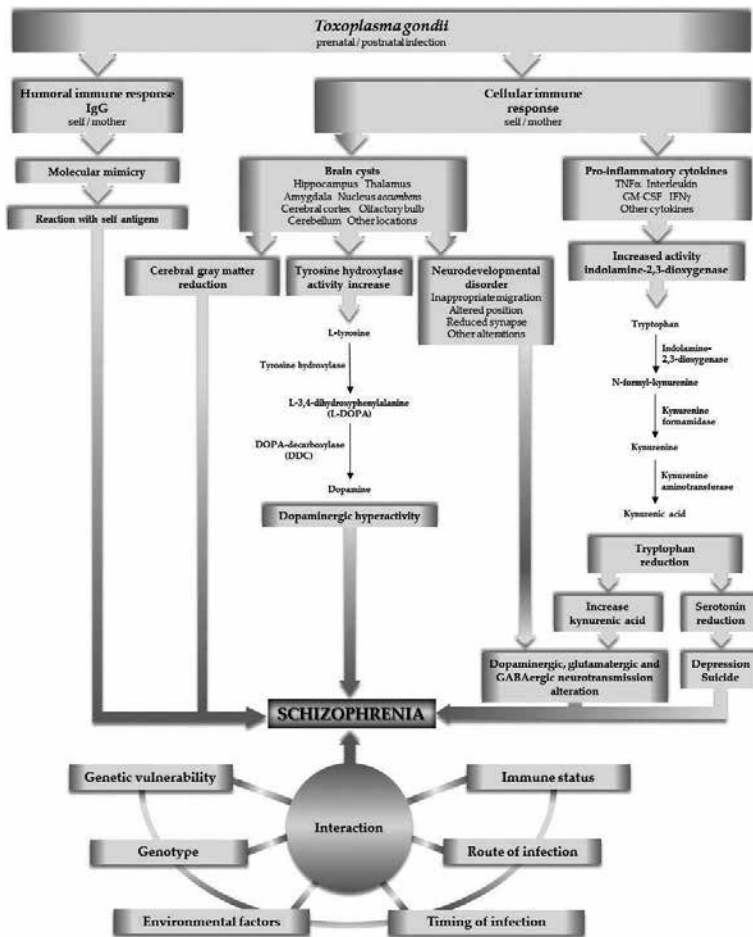 Toxoplasma gondii
prenatal / postnatal infection
Humoral immune response
IgG
self / mother
Cellular immune
response
self / mother
Molecular mimicry
Reaction with self antigens
Brain cysts
Hippocampus Thalamus
Amygdala Nucleus accumbens
Cerebral cortex Olfactory bulb
Cerebellum Other locations
Pro-inflammatory cytokines
TNFα Interleukin
GM-CSF IFNγ
Other cytokines
Cerebral gray matter
reduction
Tyrosine hydroxylase
activity increase
Neurodevelopmental
disorder
Inappropriate migration
Altered position
Reduced synapse
Other alterations
Increased activity
indolamine-2,3-dioxygenase
L-tyrosine
Tyrosine hydroxylase
L-3,4-dihydroxyphenylalanine
(L-DOPA)
DOPA-decarboxylase
(DDC)
Dopamine
Dopaminergic hyperactivity
Tryptophan
Indolamine-
2,3-dioxygenase
N-formyl-kynurenine
Kynurenine
formamidase
Kynurenine
Kynurenine
aminotransferase
Kynurenic acid
Tryptophan
reduction
Increase
kynurenic acid
Serotonin
reduction
Dopaminergic, glutamatergic and
GABAergic neurotransmission
alteration
Depression
Suicide
SCHIZOPHRENIA
Interaction
Genetic vulnerability
Immune status
Genotype
Route of infection
Environmental factors
Timing of infection